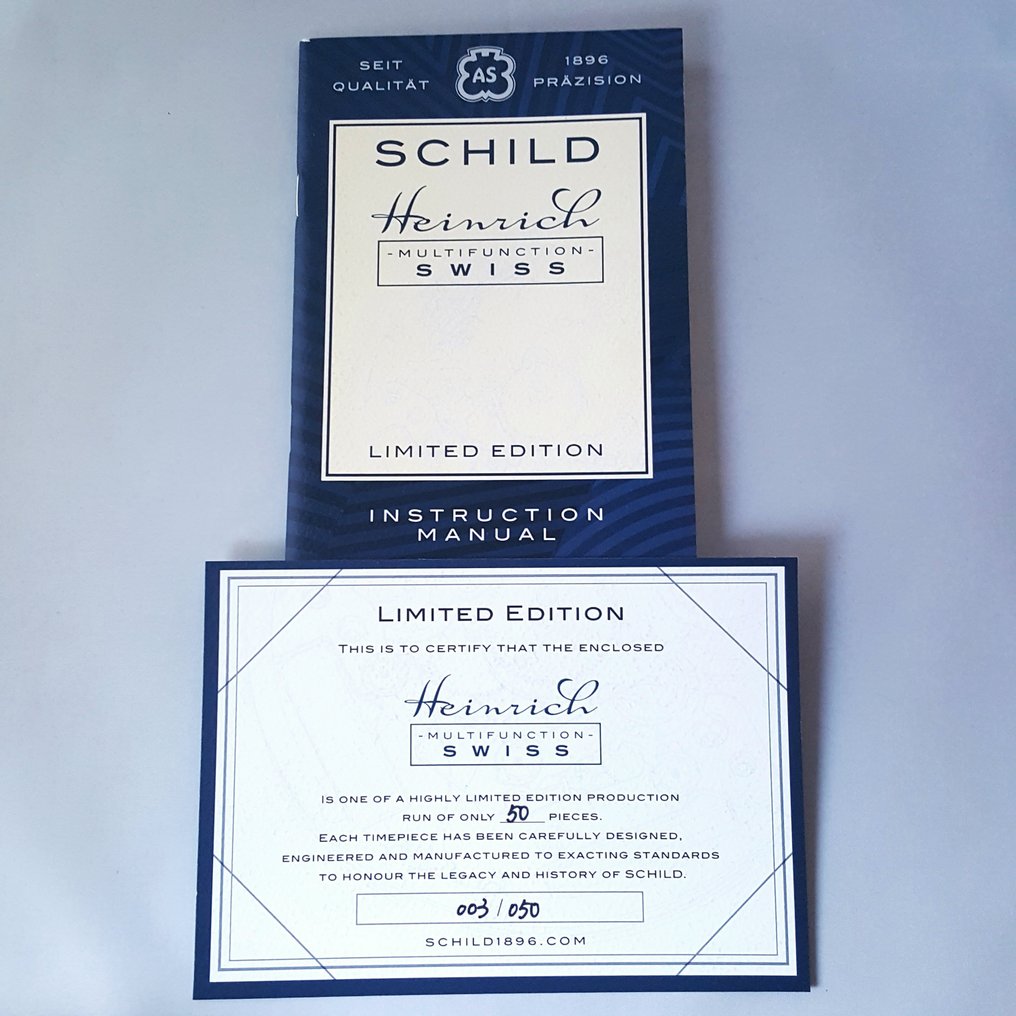 SEIT
QUALITÄT
AS
1896
PRÄZISION
SCHILD
Heinrich
-MULTIFUNCTION-
SWISS
LIMITED EDITION
INSTRUCTION
MANUAL
LIMITED EDITION
THIS IS TO CERTIFY THAT THE ENCLOSED
Heinrich
-MULTIFUNCTION-
SWISS
IS ONE OF A HIGHLY LIMITED EDITION PRODUCTION
RUN OF ONLY 50 PIECES.
EACH TIMEPIECE HAS BEEN CAREFULLY DESIGNED,
ENGINEERED AND MANUFACTURED TO EXACTING STANDARDS
TO HONOUR THE LEGACY AND HISTORY OF SCHILD.
003 / 050
SCHILD1896.COM